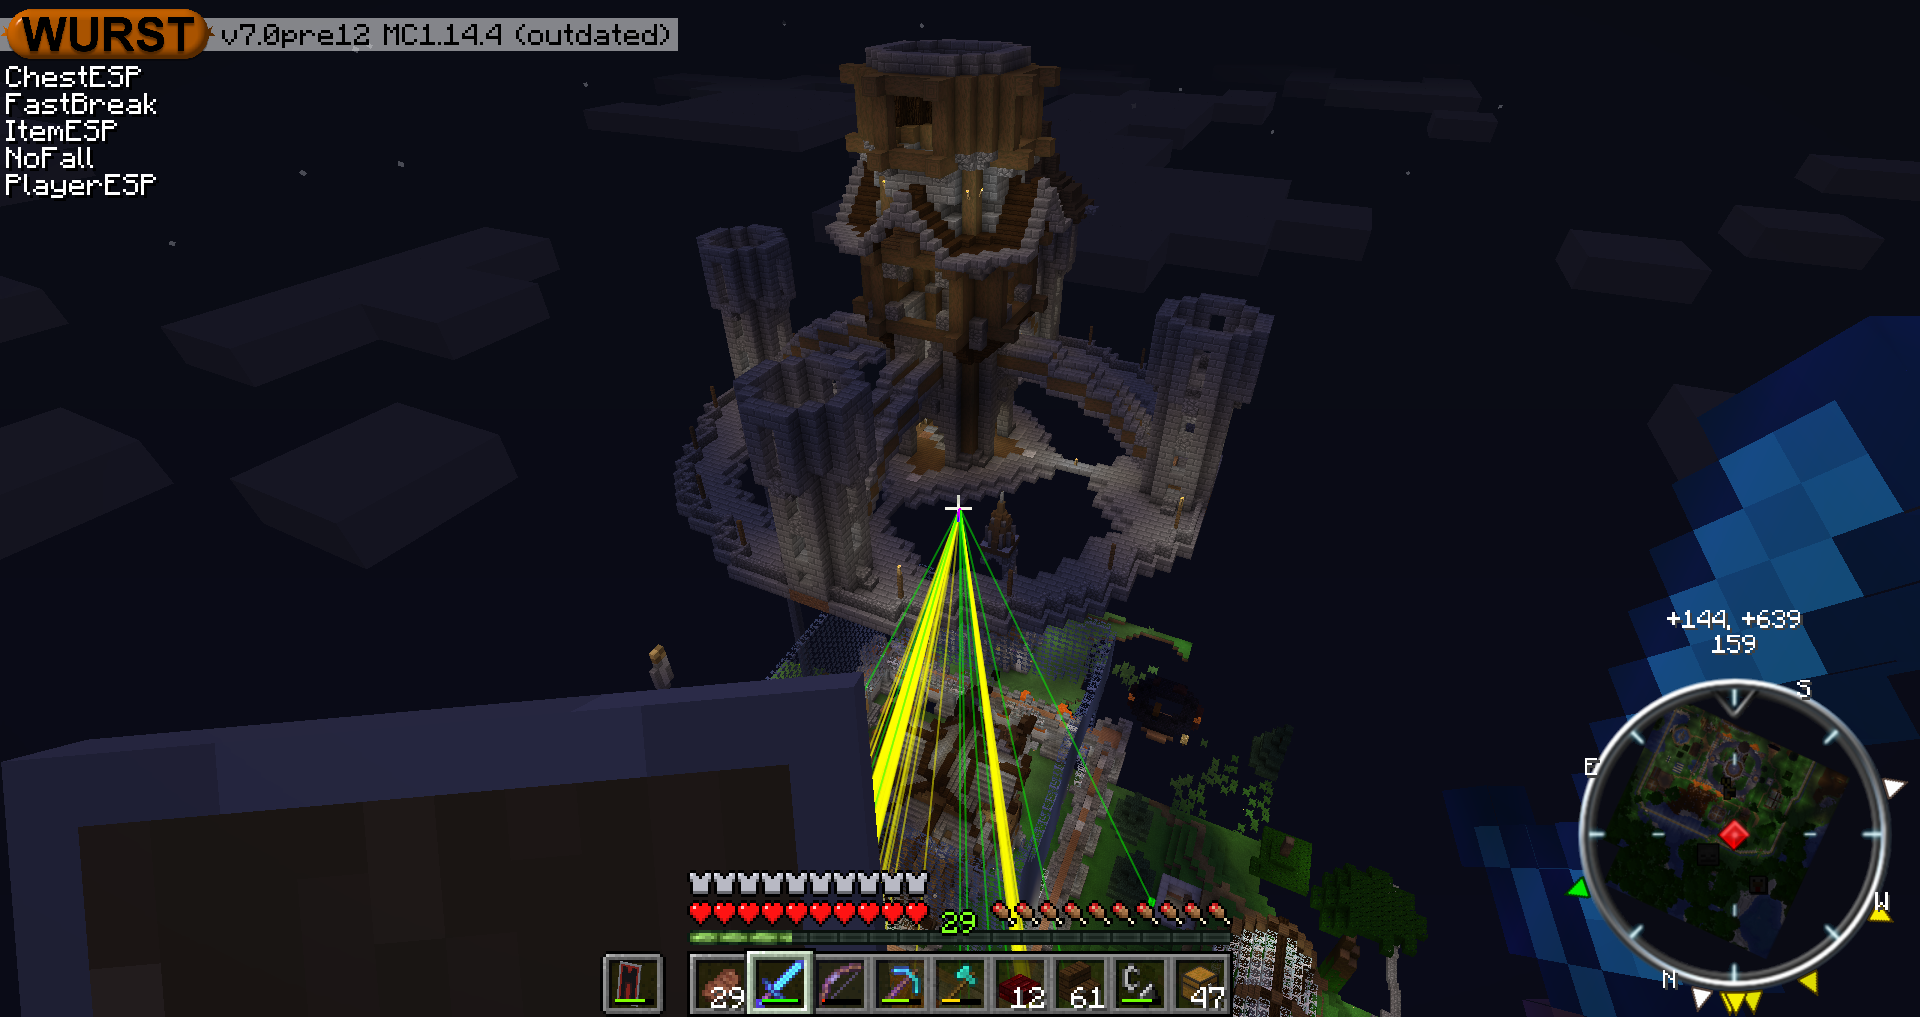 WURST v7.0pre12 MC1.14.4 (outdated)
ChestESP
FastBreak
ItemESP
NoFall
PlayerESP
+144, +639
159
S
E
W
N
29
29
12
61
47